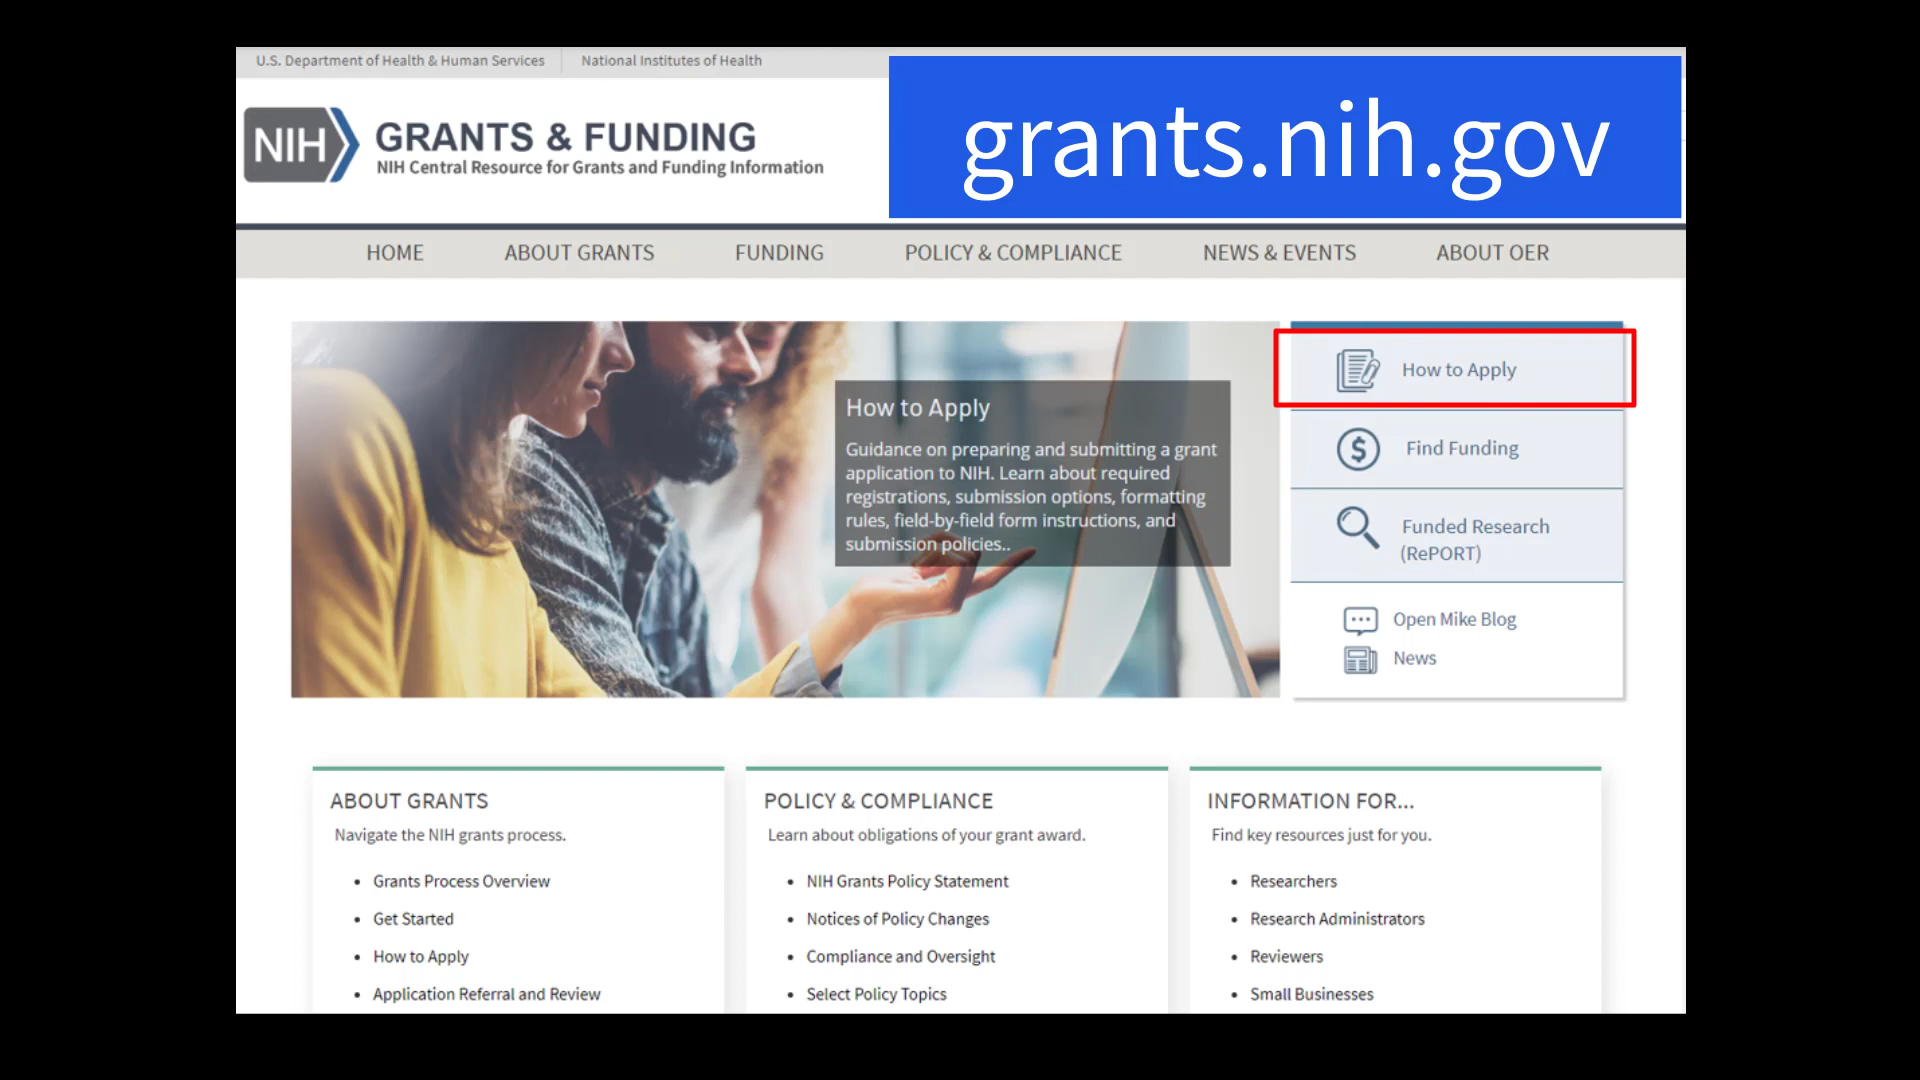 U.S. Department of Health & Human Services
National Institutes of Health
NIH
GRANTS & FUNDING
NIH Central Resource for Grants and Funding Information
grants.nih.gov
HOME
ABOUT GRANTS
FUNDING
POLICY & COMPLIANCE
NEWS & EVENTS
ABOUT OER
How to Apply
Guidance on preparing and submitting a grant
application to NIH. Learn about required
registrations, submission options, formatting
rules, field-by-field form instructions, and
submission policies..
How to Apply
Find Funding
Funded Research
(RePORT)
Open Mike Blog
News
ABOUT GRANTS
Navigate the NIH grants process.
• Grants Process Overview
• Get Started
• How to Apply
• Application Referral and Review
POLICY & COMPLIANCE
Learn about obligations of your grant award.
• NIH Grants Policy Statement
• Notices of Policy Changes
• Compliance and Oversight
• Select Policy Topics
INFORMATION FOR...
Find key resources just for you.
• Researchers
• Research Administrators
• Reviewers
• Small Businesses